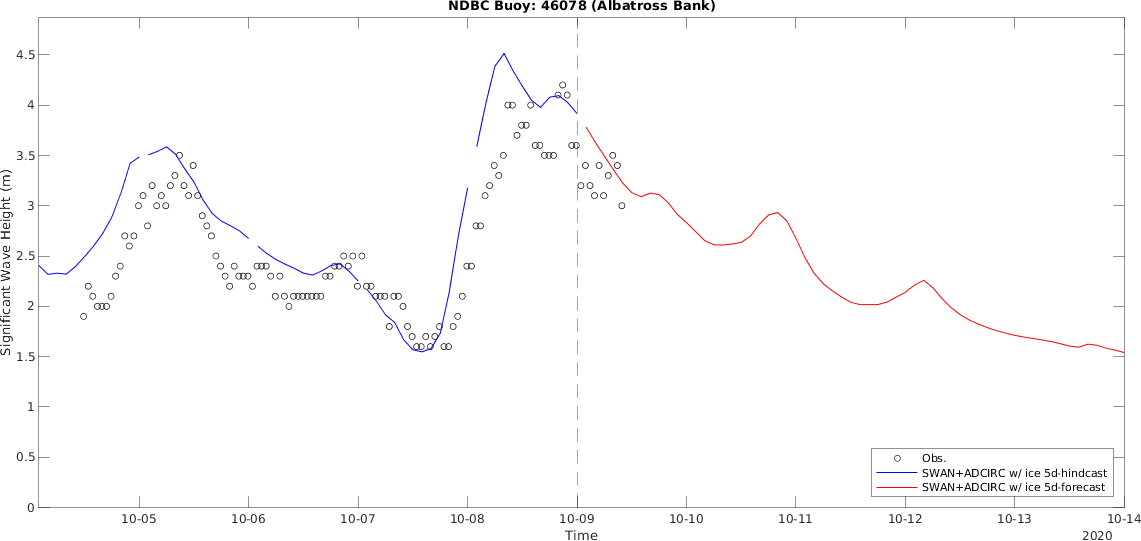 NDBC Buoy: 46078 (Albatross Bank)
Significant Wave Height (m)
4.5
4
3.5
3
2.5
2
1.5
1
0.5
0
Obs.
SWAN+ADCIRC w/ ice 5d-hindcast
SWAN+ADCIRC w/ ice 5d-forecast
10-05 10-06 10-07 10-08 10-09 10-10 10-11 10-12 10-13 10-14
Time
2020